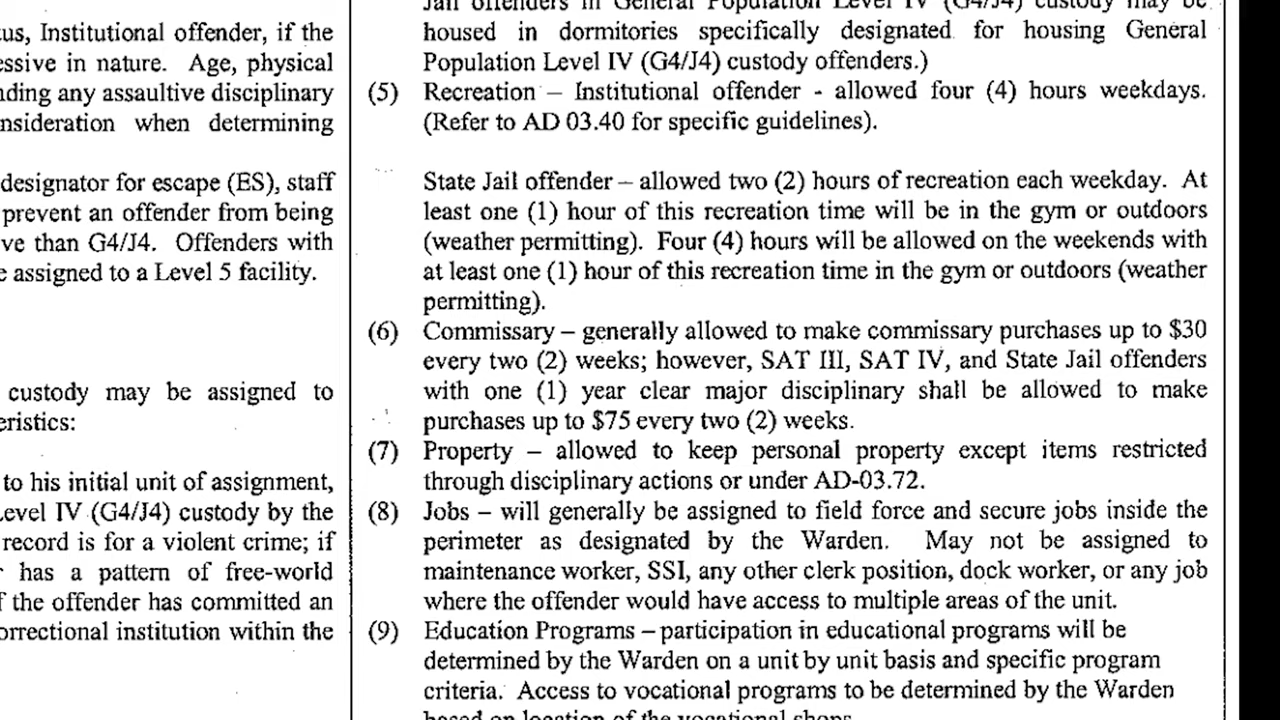 us, Institutional offender, if the
essive in nature. Age, physical
nding any assaultive disciplinary
nsideration when determining
designator for escape (ES), staff
prevent an offender from being
ve than G4/J4. Offenders with
e assigned to a Level 5 facility.
custody may be assigned to
eristics:
to his initial unit of assignment,
Level IV (G4/J4) custody by the
record is for a violent crime; if
r has a pattern of free-world
f the offender has committed an
orrectional institution within the
Jail offenders in General Population Level IV (G4/J4) custody may be
housed in dormitories specifically designated for housing General
Population Level IV (G4/J4) custody offenders.)
(5) Recreation – Institutional offender - allowed four (4) hours weekdays.
(Refer to AD 03.40 for specific guidelines).
State Jail offender – allowed two (2) hours of recreation each weekday. At
least one (1) hour of this recreation time will be in the gym or outdoors
(weather permitting). Four (4) hours will be allowed on the weekends with
at least one (1) hour of this recreation time in the gym or outdoors (weather
permitting).
(6) Commissary – generally allowed to make commissary purchases up to $30
every two (2) weeks; however, SAT III, SAT IV, and State Jail offenders
with one (1) year clear major disciplinary shall be allowed to make
purchases up to $75 every two (2) weeks.
(7) Property – allowed to keep personal property except items restricted
through disciplinary actions or under AD-03.72.
(8) Jobs – will generally be assigned to field force and secure jobs inside the
perimeter as designated by the Warden. May not be assigned to
maintenance worker, SSI, any other clerk position, dock worker, or any job
where the offender would have access to multiple areas of the unit.
(9) Education Programs – participation in educational programs will be
determined by the Warden on a unit by unit basis and specific program
criteria. Access to vocational programs to be determined by the Warden
based on location of the vocational shops.